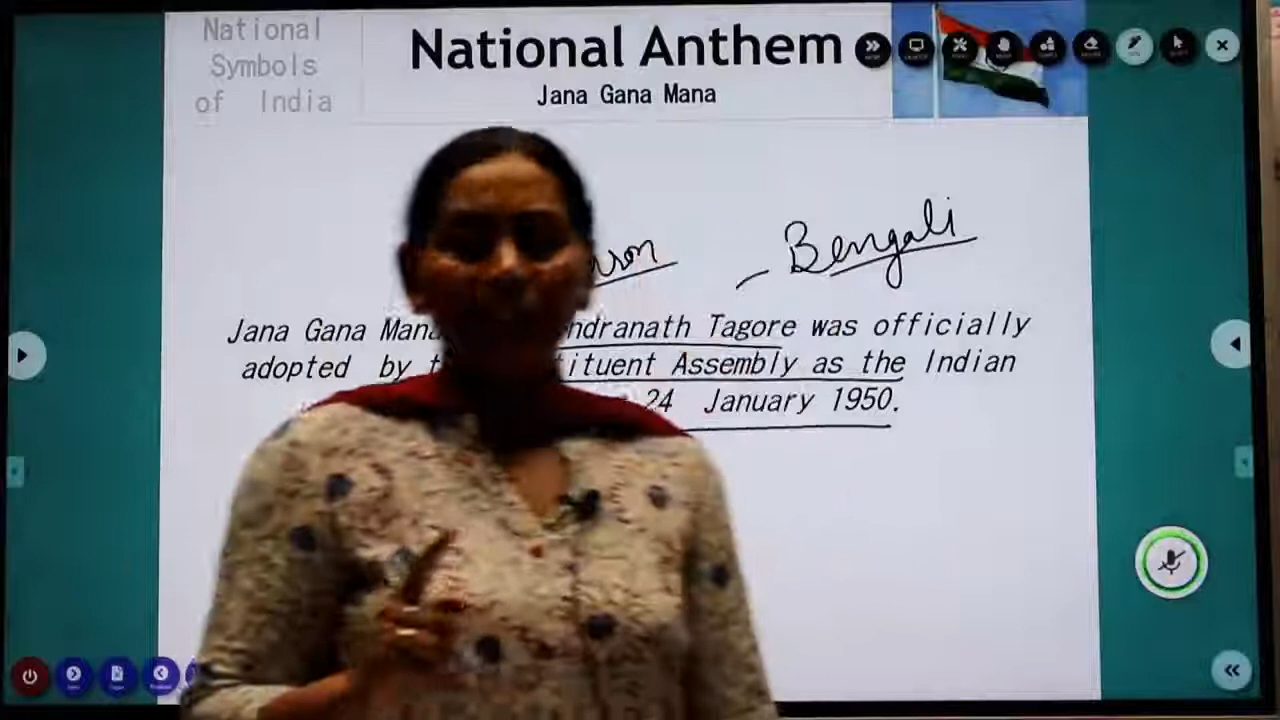 National
Symbols
of India
National Anthem
Jana Gana Mana
Bengali
Jana Gana Mana ndranath Tagore was officially
adopted by tituent Assembly as the Indian
24 January 1950.